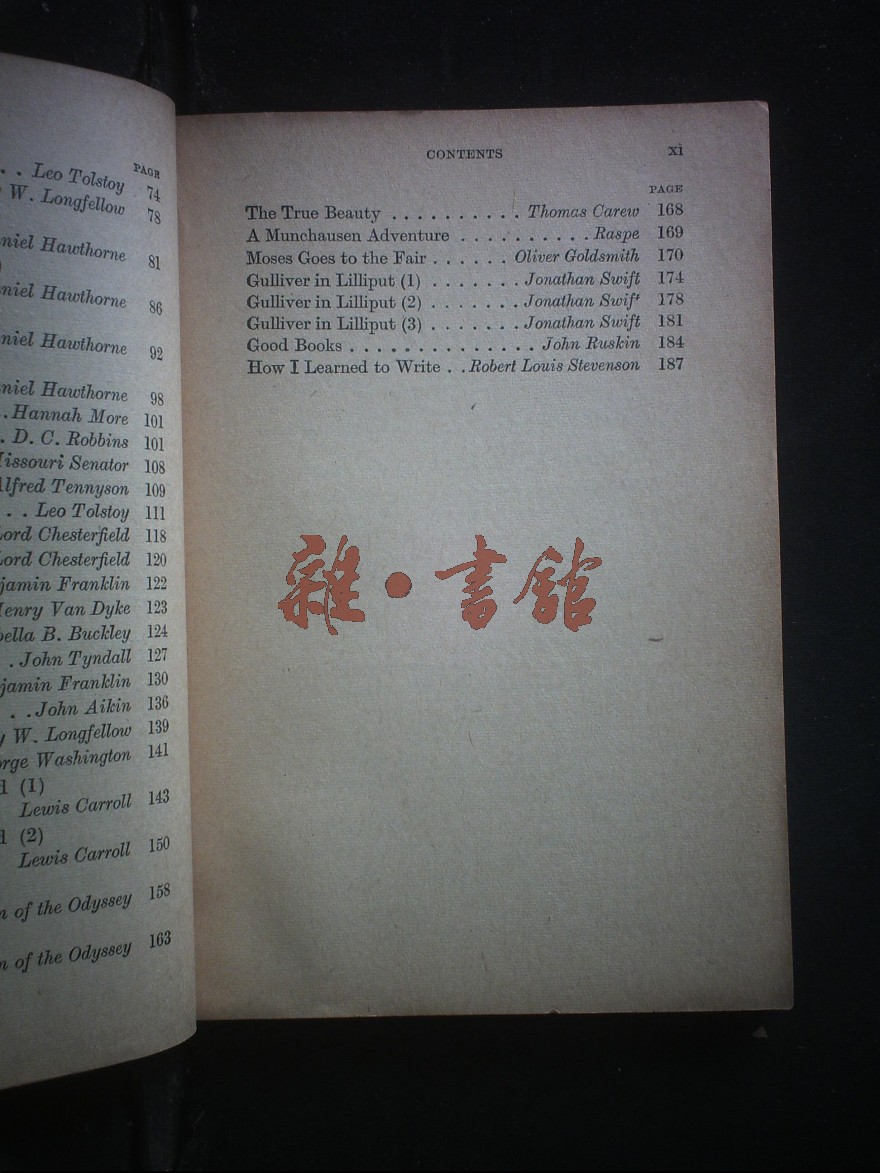 PAGE
. . Leo Tolstoy 74
W. Longfellow 78
niel Hawthorne 81
niel Hawthorne 86
niel Hawthorne 92
niel Hawthorne 98
. . Hannah More 101
. D. C. Robbins 101
issouri Senator 108
lfred Tennyson 109
. . Leo Tolstoy 111
ord Chesterfield 118
ord Chesterfield 120
jamin Franklin 122
Henry Van Dyke 123
bella B. Buckley 124
. John Tyndall 127
jamin Franklin 130
. . John Aikin 136
y W. Longfellow 139
orge Washington 141
d (1)
Lewis Carroll 143
d (2)
Lewis Carroll 150
n of the Odyssey 158
n of the Odyssey 163
CONTENTS xi
PAGE
The True Beauty . . . . . . . . . . Thomas Carew 168
A Munchausen Adventure . . . . . . . . . . Raspe 169
Moses Goes to the Fair . . . . . . Oliver Goldsmith 170
Gulliver in Lilliput (1) . . . . . . . Jonathan Swift 174
Gulliver in Lilliput (2) . . . . . . . Jonathan Swift 178
Gulliver in Lilliput (3) . . . . . . . Jonathan Swift 181
Good Books . . . . . . . . . . . . . . John Ruskin 184
How I Learned to Write . . Robert Louis Stevenson 187
雜·書館